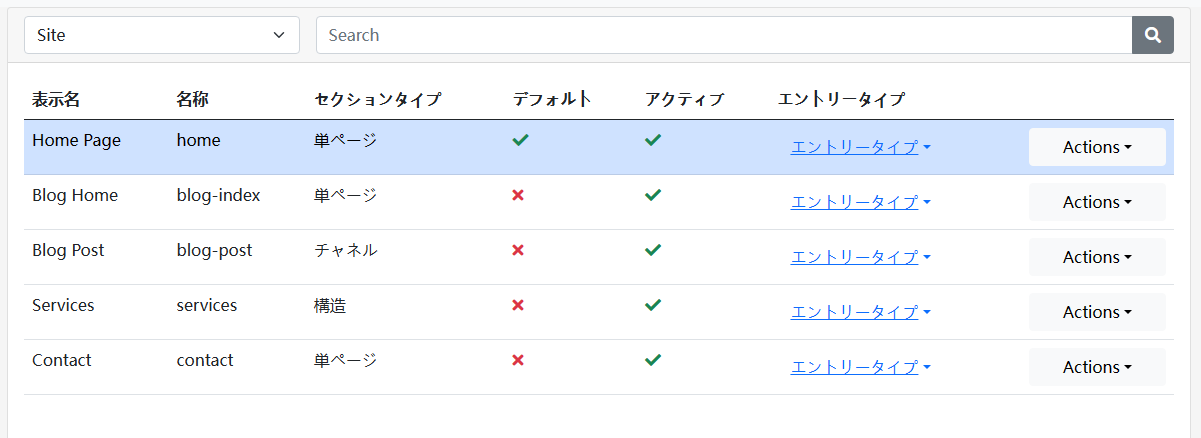 Site Search
表示名 名称 セクションタイプ デフォルト アクティブ エントリータイプ
Home Page home 単ページ エントリータイプ Actions
Blog Home blog-index 単ページ エントリータイプ Actions
Blog Post blog-post チャネル エントリータイプ Actions
Services services 構造 エントリータイプ Actions
Contact contact 単ページ エントリータイプ Actions